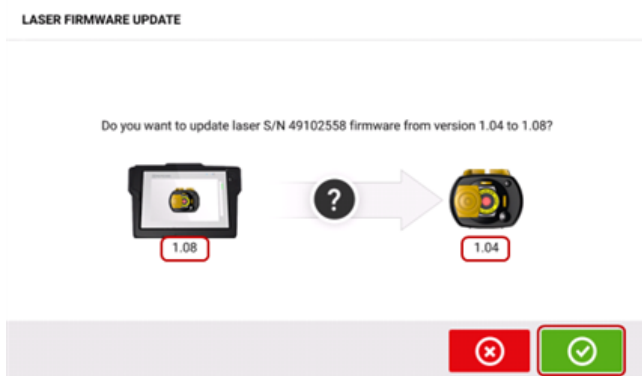 LASER FIRMWARE UPDATE
Do you want to update laser S/N 49102558 firmware from version 1.04 to 1.08?
?
1.08
1.04